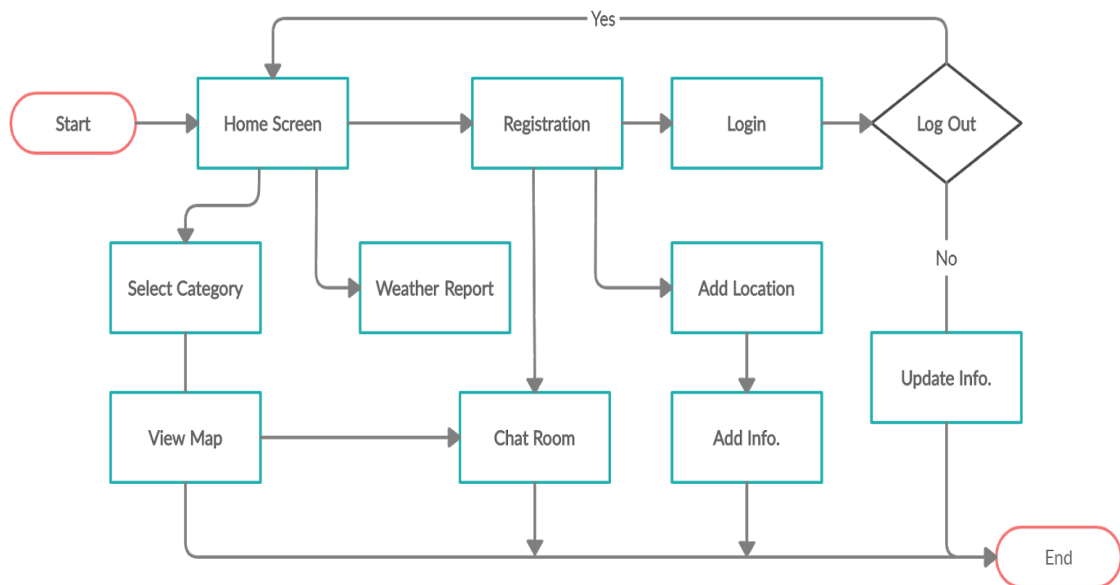 Yes
Start
Home Screen
Registration
Login
Log Out
Select Category
Weather Report
Add Location
No
Update Info.
View Map
Chat Room
Add Info.
End